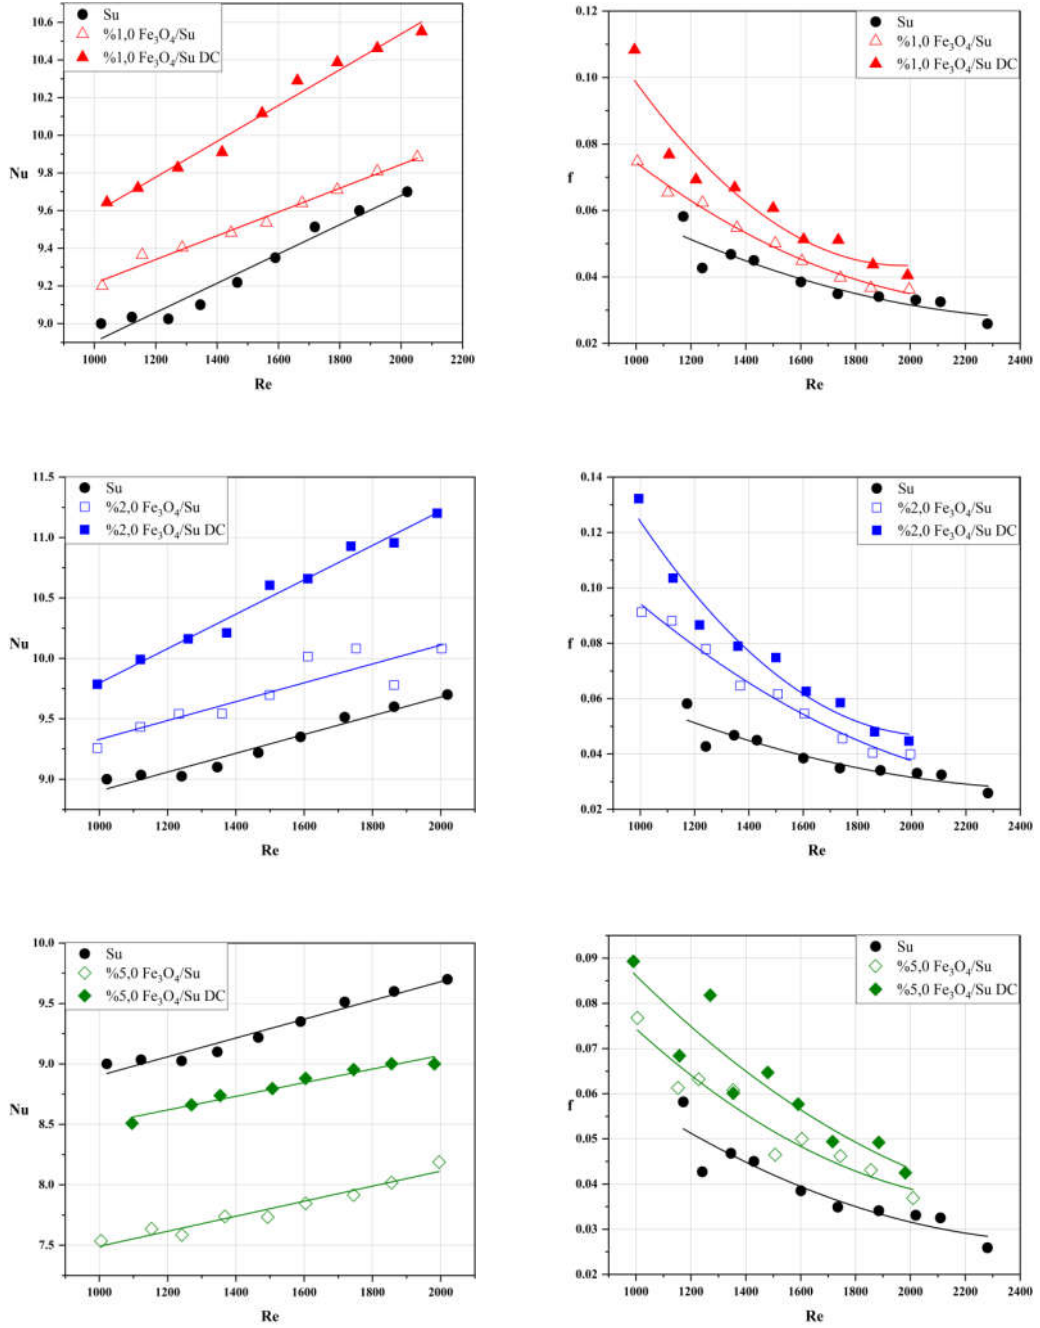 Su
%1,0 Fe₃O₄/Su
%1,0 Fe₃O₄/Su DC
10.6
10.4
10.2
10.0
9.8
9.6
9.4
9.2
9.0
Nu
1000 1200 1400 1600 1800 2000 2200
Re
Su
%1,0 Fe₃O₄/Su
%1,0 Fe₃O₄/Su DC
0.12
0.10
0.08
0.06
0.04
0.02
f
1000 1200 1400 1600 1800 2000 2200 2400
Re
Su
%2,0 Fe₃O₄/Su
%2,0 Fe₃O₄/Su DC
11.5
11.0
10.5
10.0
9.5
9.0
Nu
1000 1200 1400 1600 1800 2000
Re
Su
%2,0 Fe₃O₄/Su
%2,0 Fe₃O₄/Su DC
0.14
0.12
0.10
0.08
0.06
0.04
0.02
f
1000 1200 1400 1600 1800 2000 2200 2400
Re
Su
%5,0 Fe₃O₄/Su
%5,0 Fe₃O₄/Su DC
10.0
9.5
9.0
8.5
8.0
7.5
Nu
1000 1200 1400 1600 1800 2000
Re
Su
%5,0 Fe₃O₄/Su
%5,0 Fe₃O₄/Su DC
0.09
0.08
0.07
0.06
0.05
0.04
0.03
0.02
f
1000 1200 1400 1600 1800 2000 2200 2400
Re